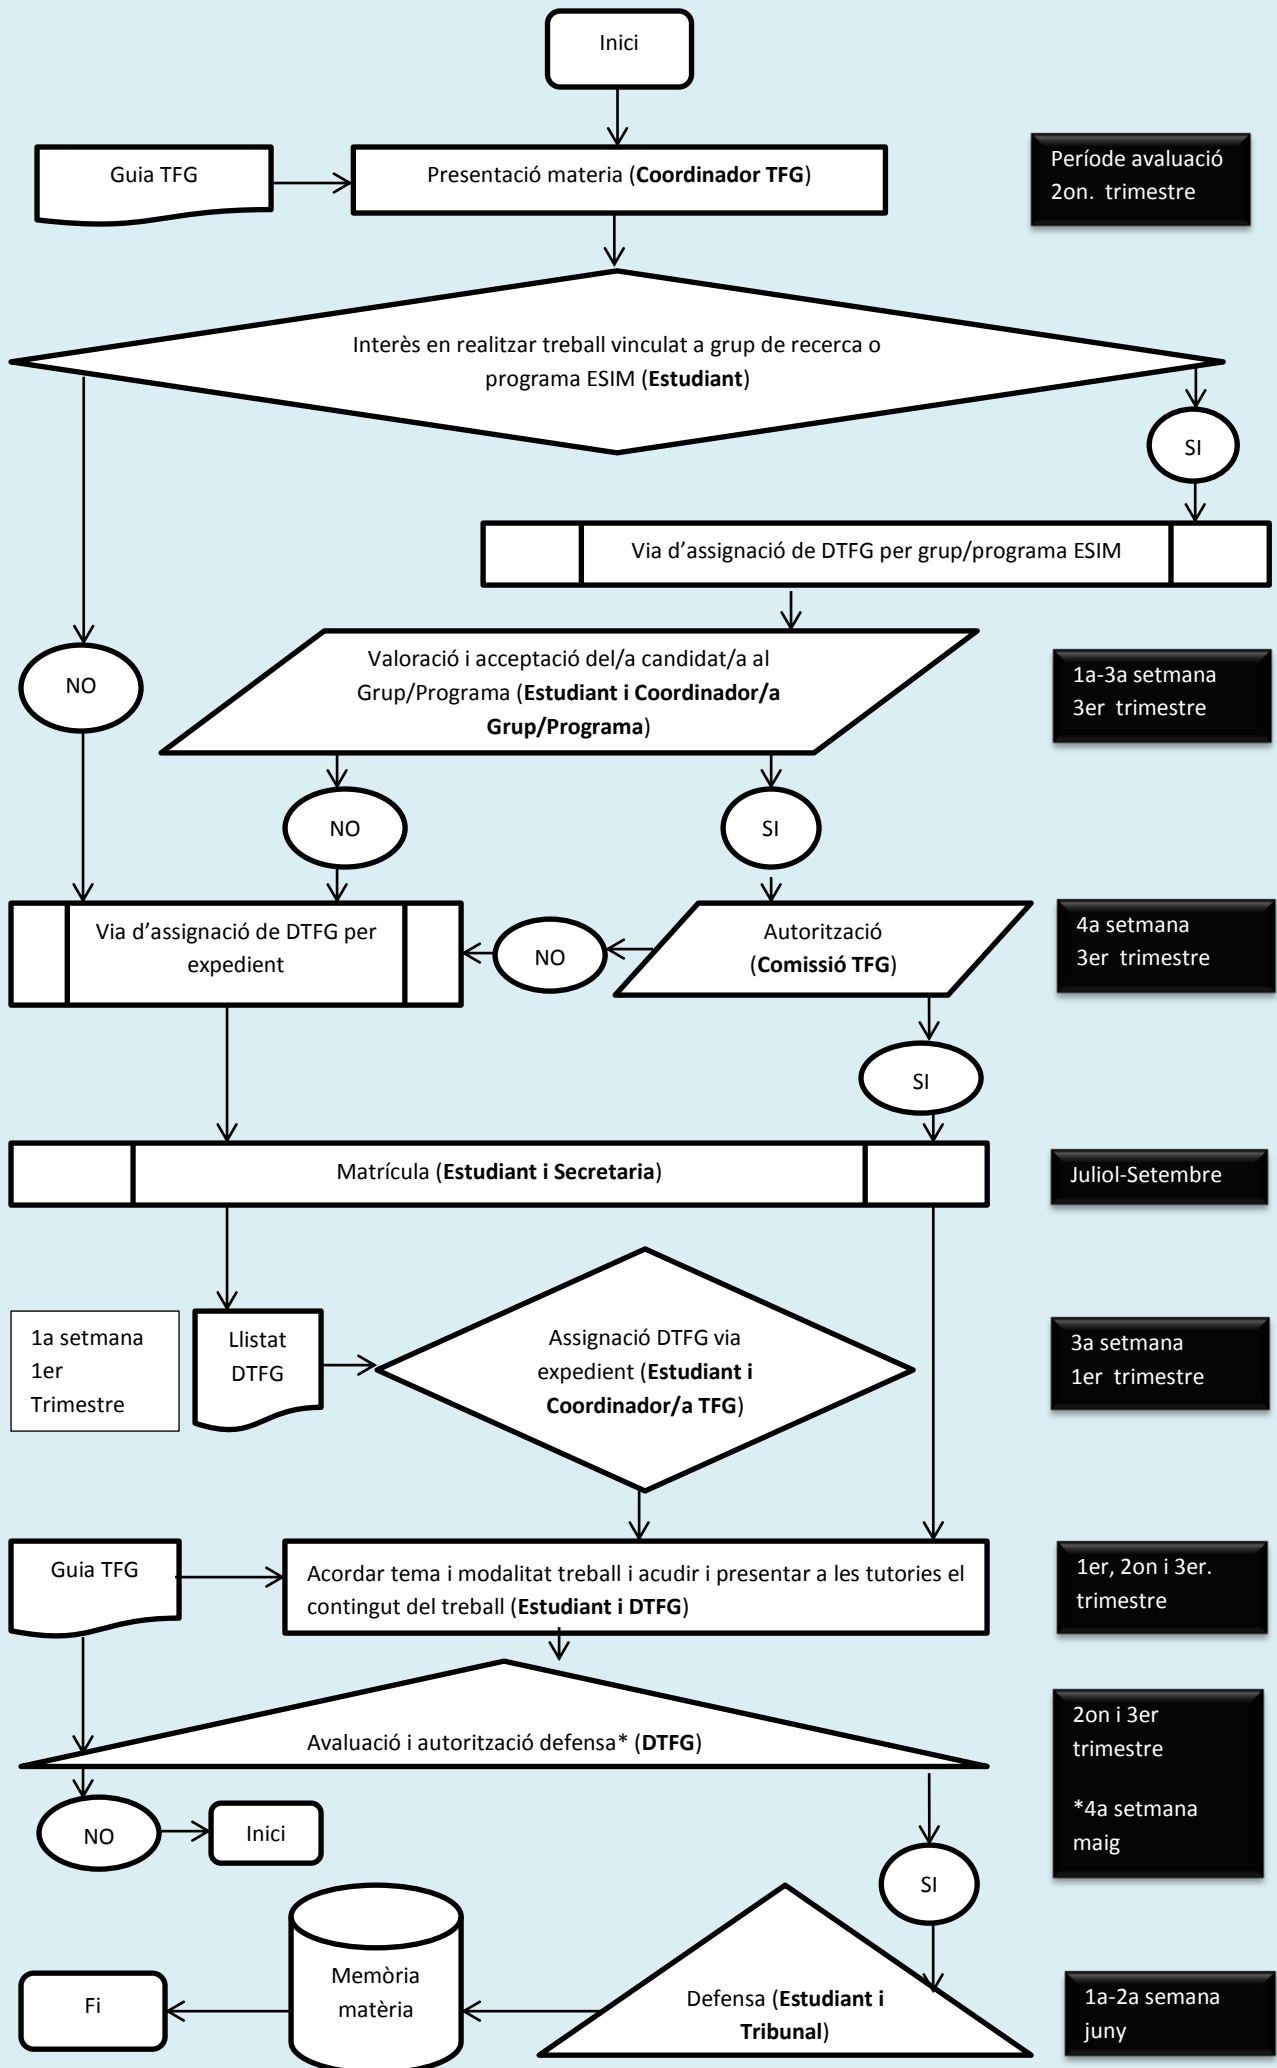 Inici
Guia TFG
Presentació materia (Coordinador TFG)
Període avaluació
2on. trimestre
Interès en realitzar treball vinculat a grup de recerca o
programa ESIM (Estudiant)
SI
Via d'assignació de DTFG per grup/programa ESIM
NO
Valoració i acceptació del/a candidat/a al
Grup/Programa (Estudiant i Coordinador/a
Grup/Programa)
1a-3a setmana
3er trimestre
NO
SI
Via d'assignació de DTFG per
expedient
NO
Autorització
(Comissió TFG)
4a setmana
3er trimestre
SI
Matrícula (Estudiant i Secretaria)
Juliol-Setembre
1a setmana
1er
Trimestre
Llistat
DTFG
Assignació DTFG via
expedient (Estudiant i
Coordinador/a TFG)
3a setmana
1er trimestre
Guia TFG
Acordar tema i modalitat treball i acudir i presentar a les tutories el
contingut del treball (Estudiant i DTFG)
1er, 2on i 3er.
trimestre
Avaluació i autorització defensa* (DTFG)
2on i 3er
trimestre
*4a setmana
maig
NO
Inici
SI
Fi
Memòria
matèria
Defensa (Estudiant i
Tribunal)
1a-2a semana
juny